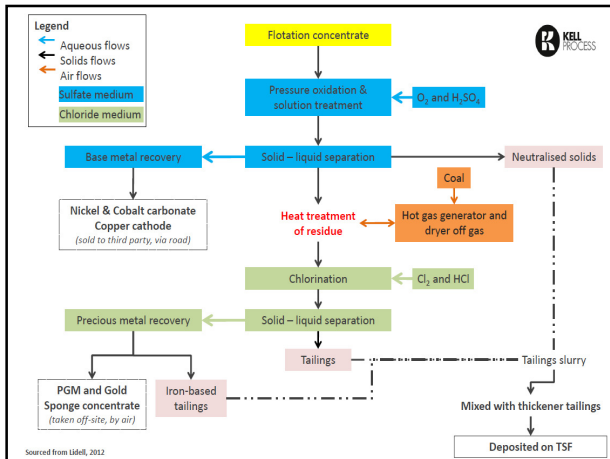 Legend
Aqueous flows
Solids flows
Air flows
Sulfate medium
Chloride medium
KELL
PROCESS
Flotation concentrate
Pressure oxidation &
solution treatment
O₂ and H₂SO₄
Base metal recovery
Solid – liquid separation
Neutralised solids
Coal
Nickel & Cobalt carbonate
Copper cathode
(sold to third party, via road)
Heat treatment
of residue
Hot gas generator and
dryer off gas
Chlorination
Cl₂ and HCl
Precious metal recovery
Solid – liquid separation
Tailings
Tailings slurry
PGM and Gold
Sponge concentrate
(taken off-site, by air)
Iron-based
tailings
Mixed with thickener tailings
Deposited on TSF
Sourced from Lidell, 2012